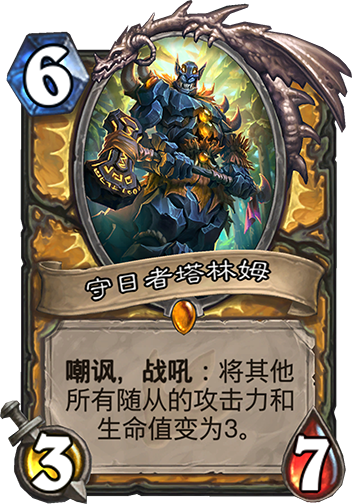 6
守日者塔林姆
嘲讽，战吼：将其他
所有随从的攻击力和
生命值变为3。
3
7